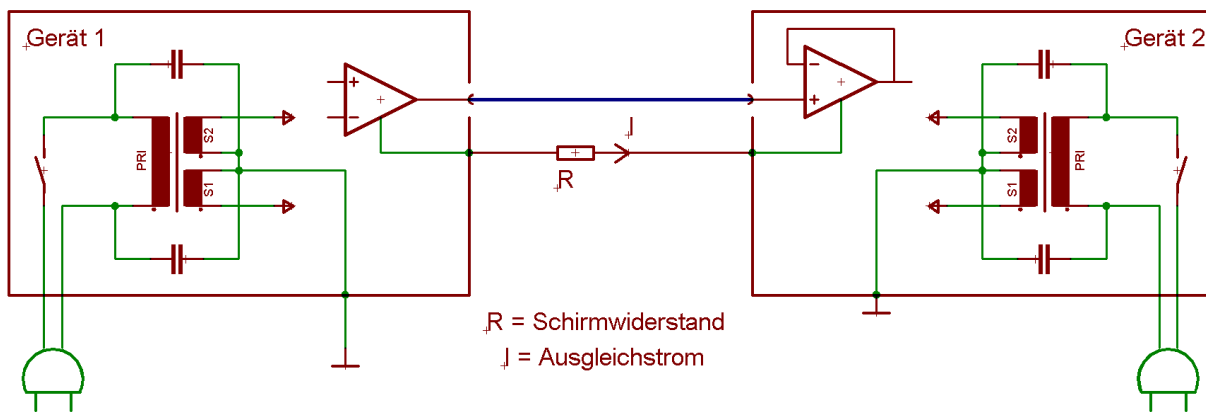 Gerät 1
Gerät 2
S2
PRI
S1
I
R
S2
PRI
S1
R = Schirmwiderstand
I = Ausgleichstrom